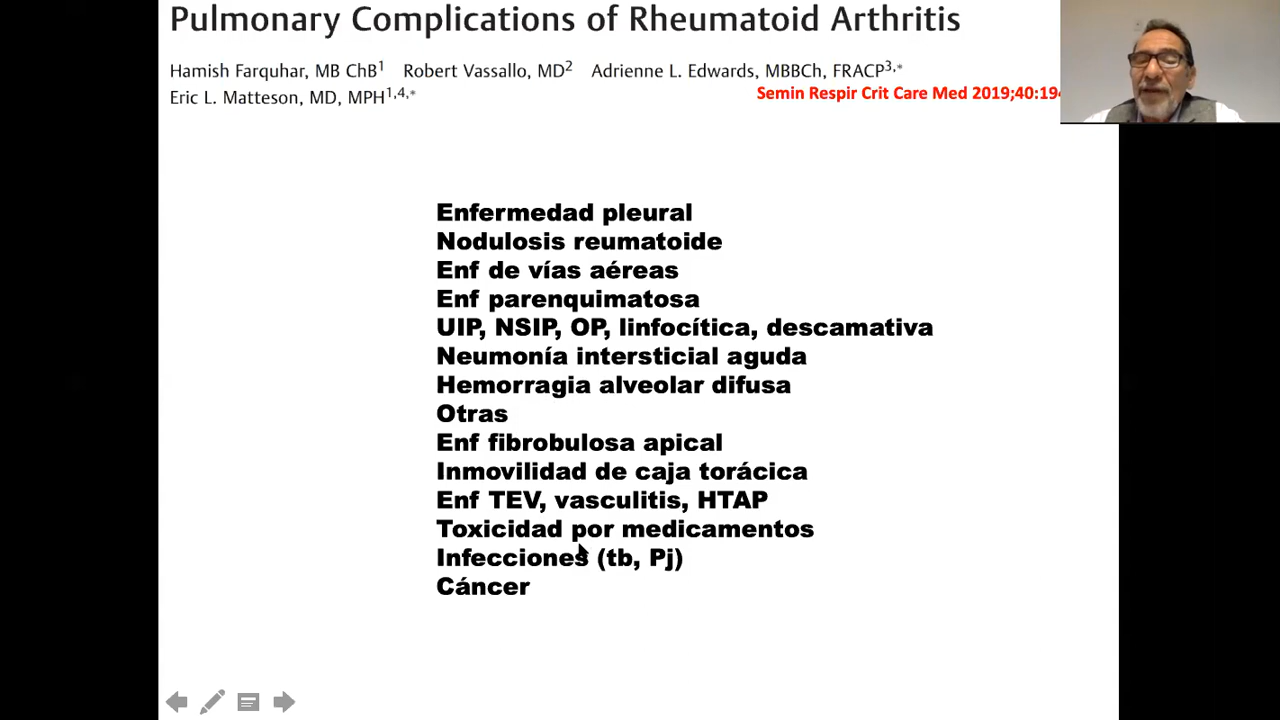 Pulmonary Complications of Rheumatoid Arthritis
Hamish Farquhar, MB ChB¹ Robert Vassallo, MD² Adrienne L. Edwards, MBBCh, FRACP³,*
Eric L. Matteson, MD, MPH¹,⁴,*
Semin Respir Crit Care Med 2019;40:194
Enfermedad pleural
Nodulosis reumatoide
Enf de vías aéreas
Enf parenquimatosa
UIP, NSIP, OP, linfocítica, descamativa
Neumonía intersticial aguda
Hemorragia alveolar difusa
Otras
Enf fibrobulosa apical
Inmovilidad de caja torácica
Enf TEV, vasculitis, HTAP
Toxicidad por medicamentos
Infecciones (tb, Pj)
Cáncer